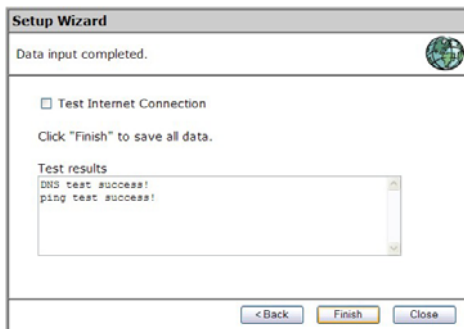 Setup Wizard
Data input completed.
Test Internet Connection
Click "Finish" to save all data.
Test results
DNS test success!
ping test success!
< Back Finish Close